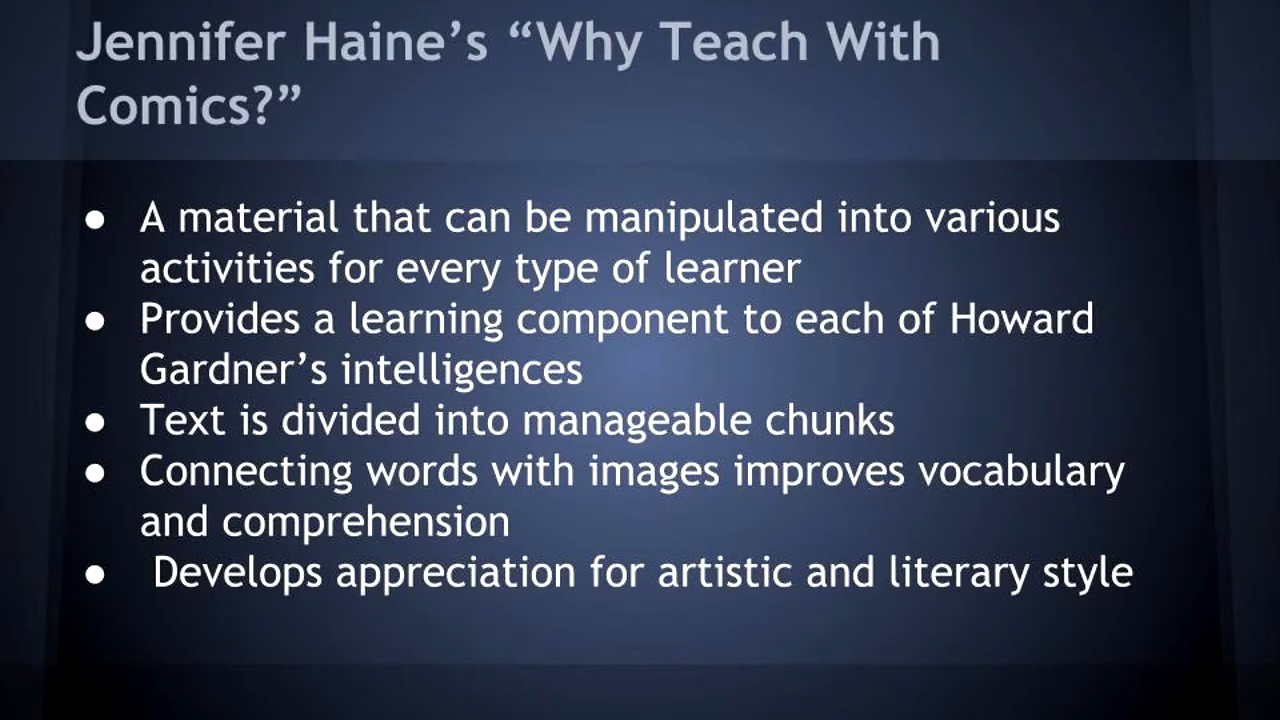 Jennifer Haine’s “Why Teach With
Comics?”
● A material that can be manipulated into various
activities for every type of learner
● Provides a learning component to each of Howard
Gardner’s intelligences
● Text is divided into manageable chunks
● Connecting words with images improves vocabulary
and comprehension
● Develops appreciation for artistic and literary style